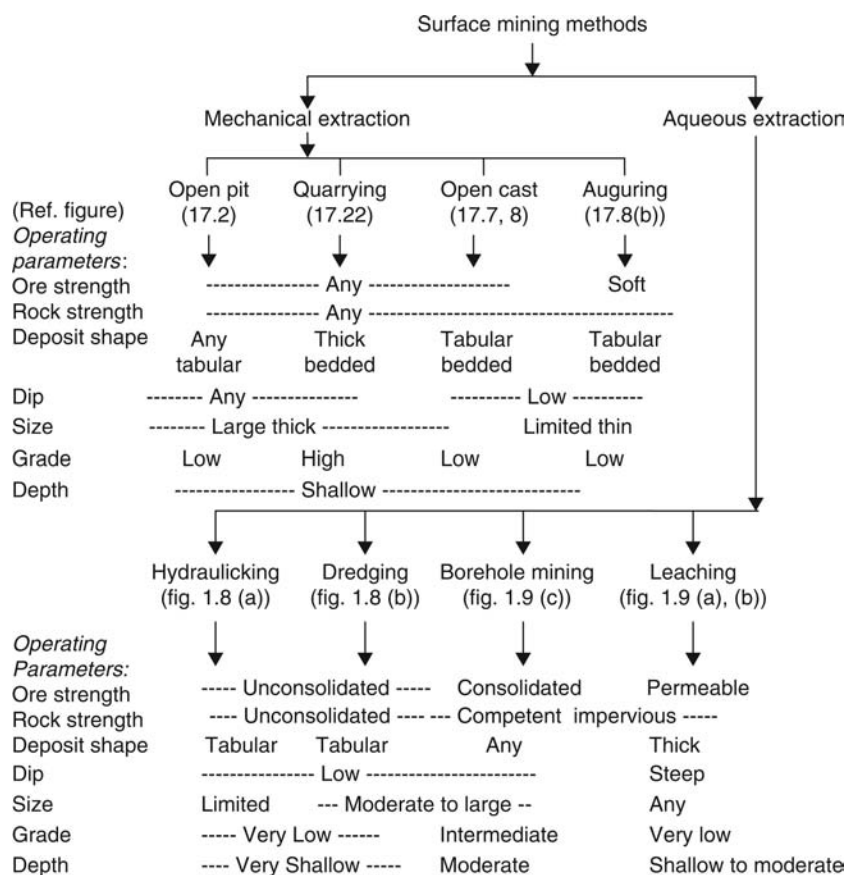 Surface mining methods
Mechanical extraction Aqueous extraction
Open pit Quarrying Open cast Auguring
(Ref. figure) (17.2) (17.22) (17.7, 8) (17.8(b))
Operating
parameters:
Ore strength ---------------- Any -------------------- Soft
Rock strength ---------------- Any --------------------------------------------
Deposit shape Any Thick Tabular Tabular
tabular bedded bedded bedded
Dip -------- Any ---------------- --------- Low ----------
Size -------- Large thick ------------------ Limited thin
Grade Low High Low Low
Depth ------------------ Shallow ----------------------------
Hydraulicking Dredging Borehole mining Leaching
(fig. 1.8 (a)) (fig. 1.8 (b)) (fig. 1.9 (c)) (fig. 1.9 (a), (b))
Operating
Parameters:
Ore strength ----- Unconsolidated ----- Consolidated Permeable
Rock strength ---- Unconsolidated ---- --- Competent impervious -----
Deposit shape Tabular Tabular Any Thick
Dip ---------------- Low ------------------------ Steep
Size Limited --- Moderate to large -- Any
Grade ----- Very Low ------ Intermediate Very low
Depth ---- Very Shallow ----- Moderate Shallow to moderate